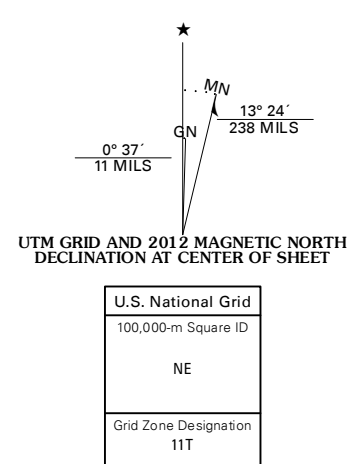 MN
GN
13° 24´
238 MILS
0° 37´
11 MILS
UTM GRID AND 2012 MAGNETIC NORTH
DECLINATION AT CENTER OF SHEET
U.S. National Grid
100,000-m Square ID
NE
Grid Zone Designation
11T